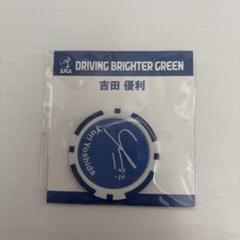 JLPGA DRIVING BRIGHTER GREEN
吉田 優利
Yuri Yoshida